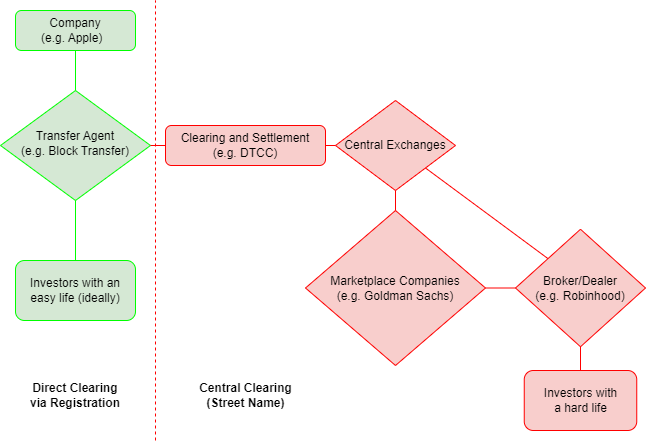 Company
(e.g. Apple)
Transfer Agent
(e.g. Block Transfer)
Clearing and Settlement
(e.g. DTCC)
Central Exchanges
Investors with an
easy life (ideally)
Marketplace Companies
(e.g. Goldman Sachs)
Broker/Dealer
(e.g. Robinhood)
Direct Clearing
via Registration
Central Clearing
(Street Name)
Investors with
a hard life